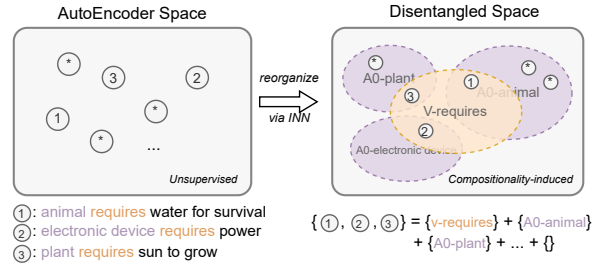 AutoEncoder Space
Disentangled Space
*
3
2
1
*
*
...
Unsupervised
reorganize
via INN
*
A0-plant
3
1
*
*
A0-animal
V-requires
2
A0-electronic device
Compositionality-induced
1 : animal requires water for survival
2 : electronic device requires power
3 : plant requires sun to grow
{ 1 , 2 , 3 } = {v-requires} + {A0-animal}
+ {A0-plant} + ... + {}